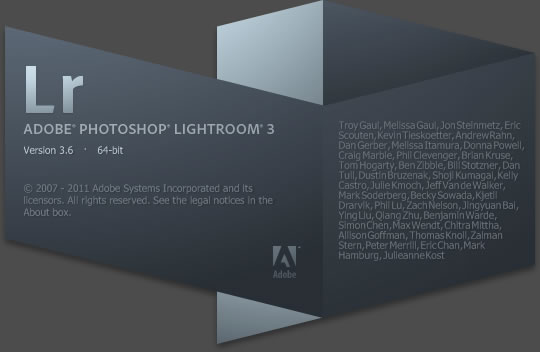 Lr
ADOBE® PHOTOSHOP® LIGHTROOM® 3
Version 3.6 · 64-bit
© 2007 - 2011 Adobe Systems Incorporated and its
licensors. All rights reserved. See the legal notices in the
About box.
Adobe
Troy Gaul, Melissa Gaul, Jon Steinmetz, Eric
Scouten, Kevin Tieskoetter, Andrew Rahn,
Dan Gerber, Melissa Itamura, Donna Powell,
Craig Marble, Phil Clevenger, Brian Kruse,
Tom Hogarty, Ben Zibble, Bill Stotzner, Dan
Tull, Dustin Bruzenak, Shoji Kumagai, Kelly
Castro, Julie Kmoch, Jeff Van de Walker,
Mark Soderberg, Becky Sowada, Kjetil
Drarvik, Phil Lu, Zach Nelson, Jingyuan Bai,
Ying Liu, Qiang Zhu, Benjamin Warde,
Simon Chen, Max Wendt, Chitra Mittha,
Allison Goffman, Thomas Knoll, Zalman
Stern, Peter Merrill, Eric Chan, Mark
Hamburg, Julieanne Kost